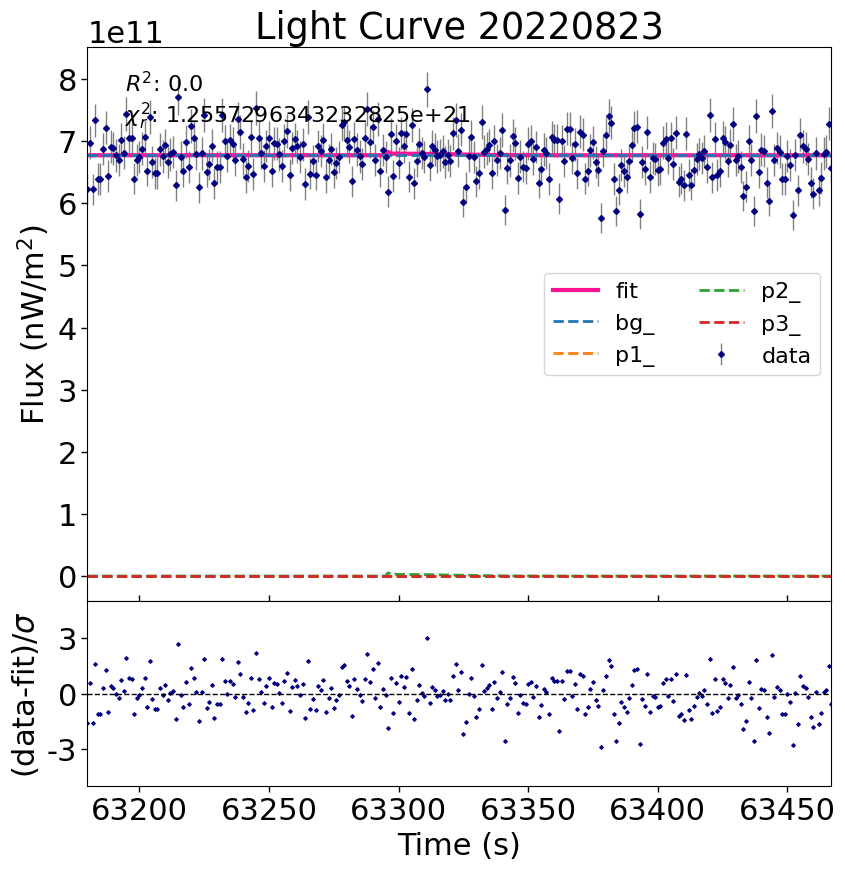 Light Curve 20220823
1e11
R²: 0.0
χ²ᵣ: 1.2557296343232825e+21
8
7
6
5
4
3
2
1
0
Flux (nW/m²)
fit
bg_
p1_
p2_
p3_
data
3
0
-3
(data-fit)/σ
63200 63250 63300 63350 63400 63450
Time (s)